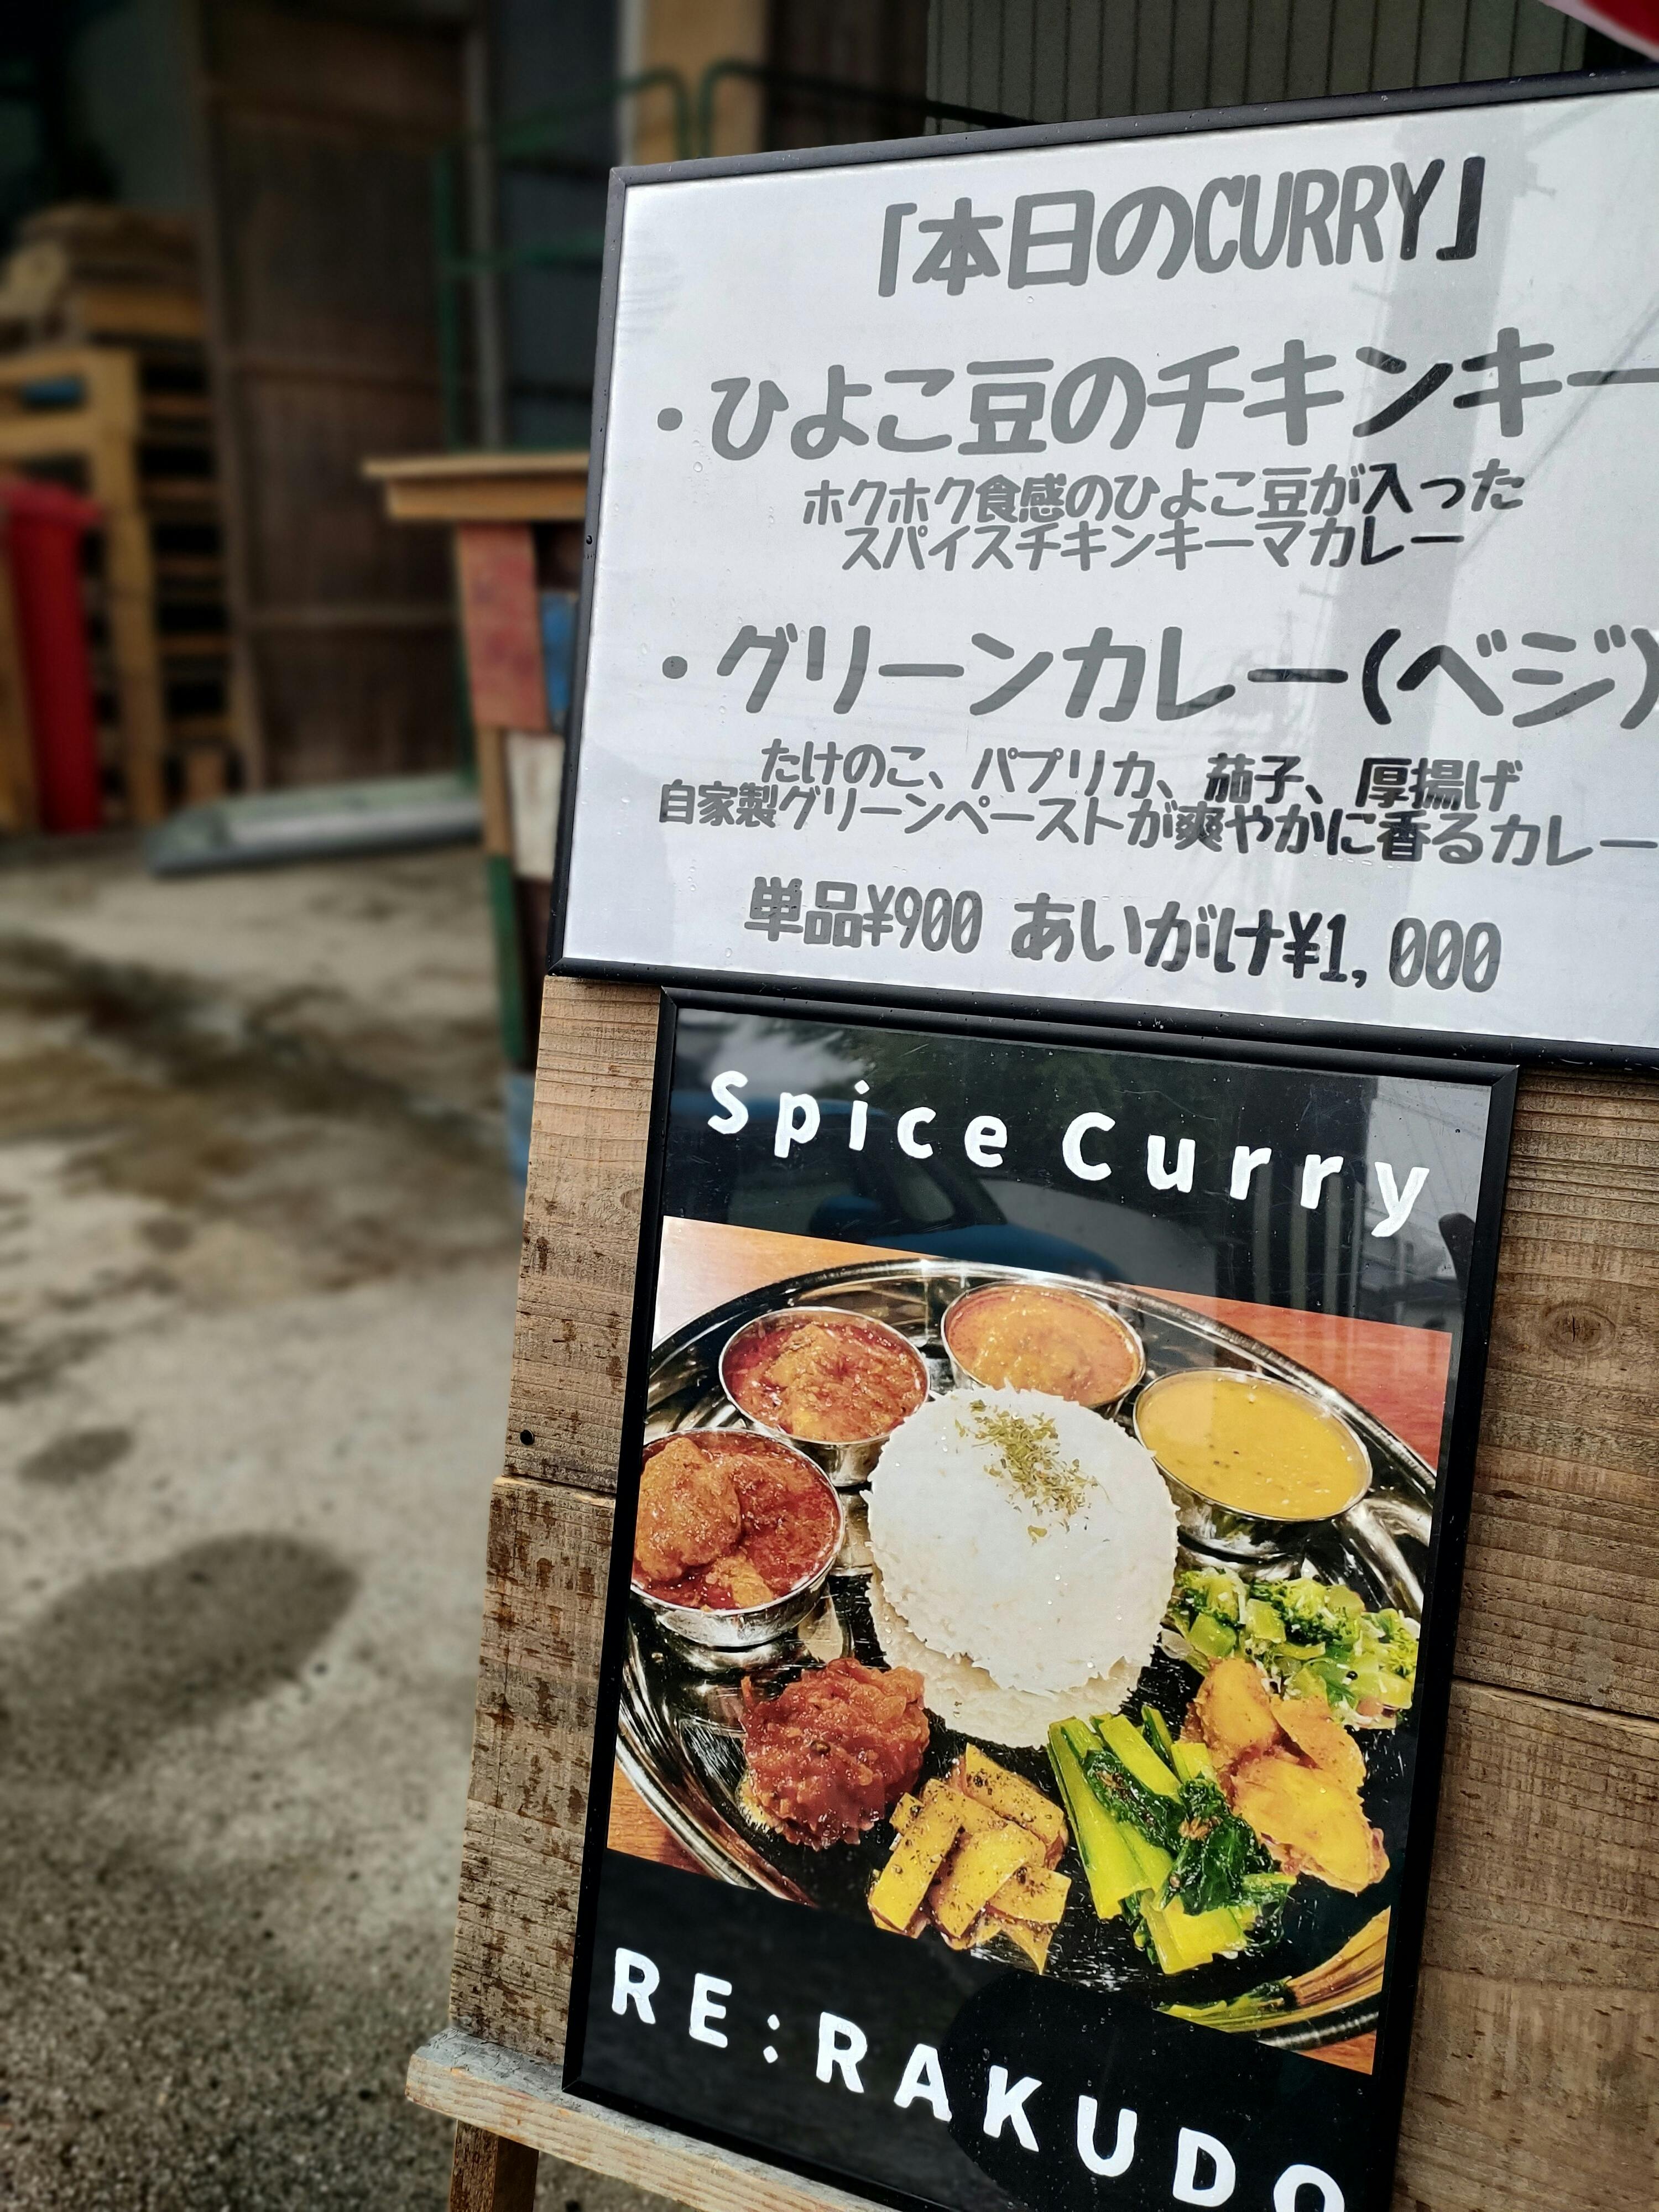 「本日のCURRY」
・ひよこ豆のチキンキー
ホクホク食感のひよこ豆が入った
スパイスチキンキーマカレー
・グリーンカレー(ベジ)
たけのこ、パプリカ、茄子、厚揚げ
自家製グリーンペーストが爽やかに香るカレー
単品¥900 あいがけ¥1,000
Spice Curry
RE:RAKUDO